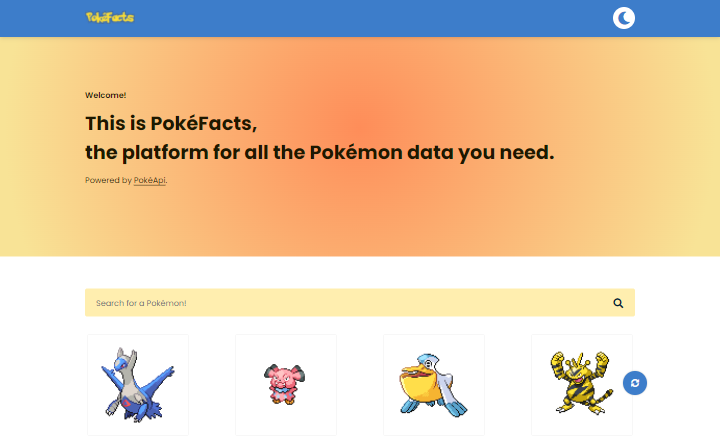 PokéFacts
Welcome!
This is PokéFacts,
the platform for all the Pokémon data you need.
Powered by PokéApi.
Search for a Pokémon!